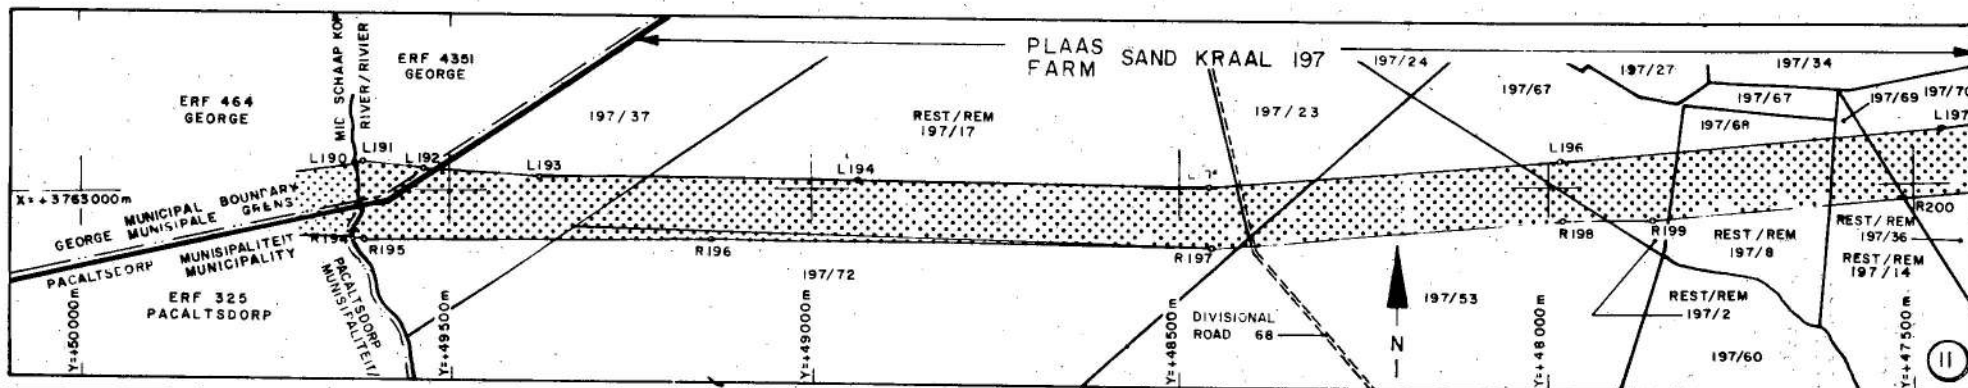 ERF 464
GEORGE
MID SCHAAP KOP
RIVER/RIVIER
ERF 4351
GEORGE
PLAAS
FARM
SAND KRAAL 197
197/24
197/27
197/34
197/37
REST/REM
197/17
197/23
197/67
197/67
197/68
197/69
197/70
L190
L191
L192
L193
L194
L196
L197
X=+3763000m
GEORGE MUNICIPAL BOUNDARY
MUNISIPALE GRENS
PACALTSDORP MUNISIPALITEIT
MUNICIPALITY
R194
R195
R196
R197
R198
R199
R200
ERF 325
PACALTSDORP
PACALTSDORP
MUNISIPALITEIT/
197/72
DIVISIONAL
ROAD 68
N
197/53
REST/REM
197/2
REST/REM
197/8
REST/REM
197/36
REST/REM
197/14
197/60
Y=+50000m
Y=+49500m
Y=+49000m
Y=+48500m
Y=+48000m
Y=+47500m
11